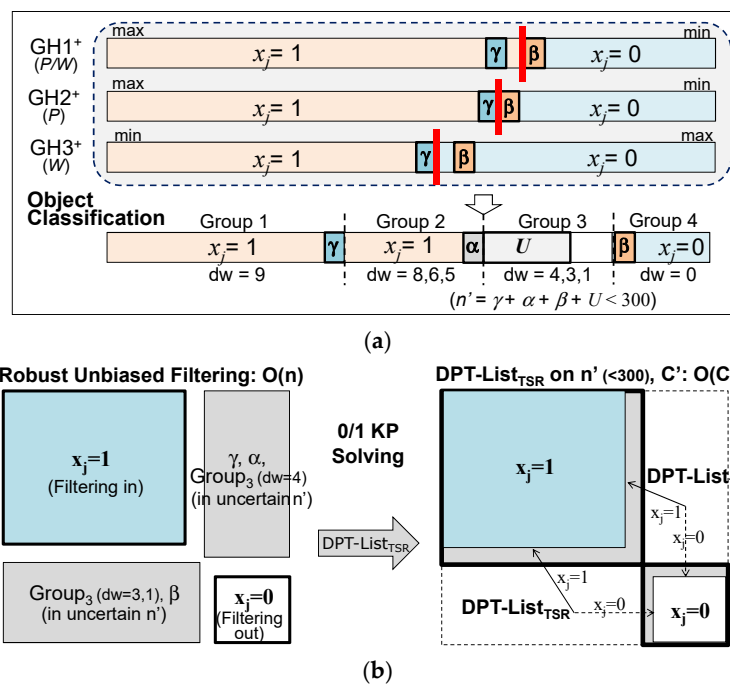 max min
GH1⁺ (P/W) xⱼ= 1 γ β xⱼ= 0
max min
GH2⁺ (P) xⱼ= 1 γ β xⱼ= 0
min max
GH3⁺ (W) xⱼ= 1 γ β xⱼ= 0
Object Classification
Group 1 Group 2 Group 3 Group 4
xⱼ= 1 γ xⱼ= 1 α U β xⱼ=0
dw = 9 dw = 8,6,5 dw = 4,3,1 dw = 0
(n' = γ + α + β + U < 300)
(a)
Robust Unbiased Filtering: O(n)
xⱼ=1
(Filtering in)
γ, α,
Group₃ (dw=4)
(in uncertain n')
Group₃ (dw=3,1), β
(in uncertain n')
xⱼ=0
(Filtering
out)
0/1 KP
Solving
DPT-ListTSR
DPT-ListTSR on n' (<300), C': O(C
xⱼ=1
DPT-List
xⱼ=1
xⱼ=0
xⱼ=1
DPT-ListTSR
xⱼ=0
xⱼ=0
(b)